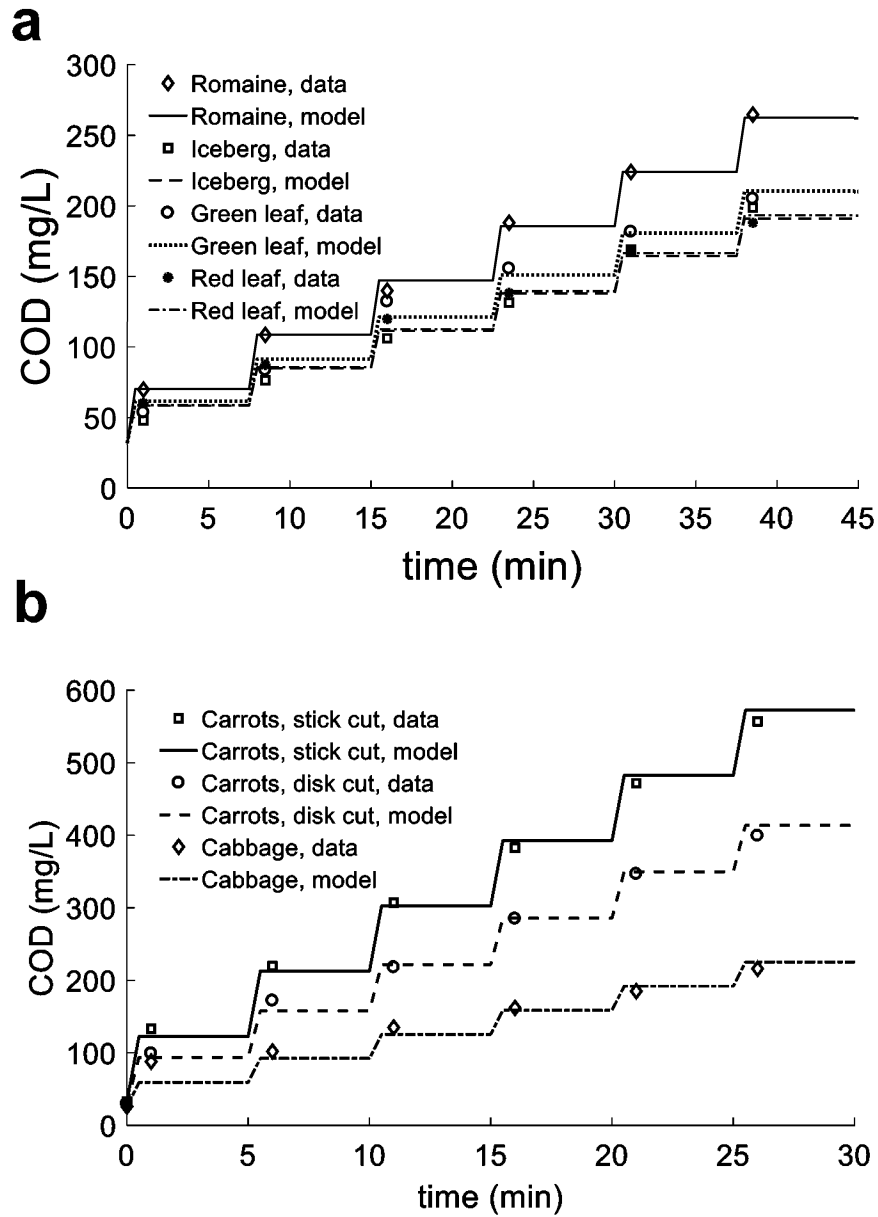 a
300
250
200
150
100
50
0
COD (mg/L)
Romaine, data
Romaine, model
Iceberg, data
Iceberg, model
Green leaf, data
Green leaf, model
Red leaf, data
Red leaf, model
0 5 10 15 20 25 30 35 40 45
time (min)
b
600
500
400
300
200
100
0
COD (mg/L)
Carrots, stick cut, data
Carrots, stick cut, model
Carrots, disk cut, data
Carrots, disk cut, model
Cabbage, data
Cabbage, model
0 5 10 15 20 25 30
time (min)